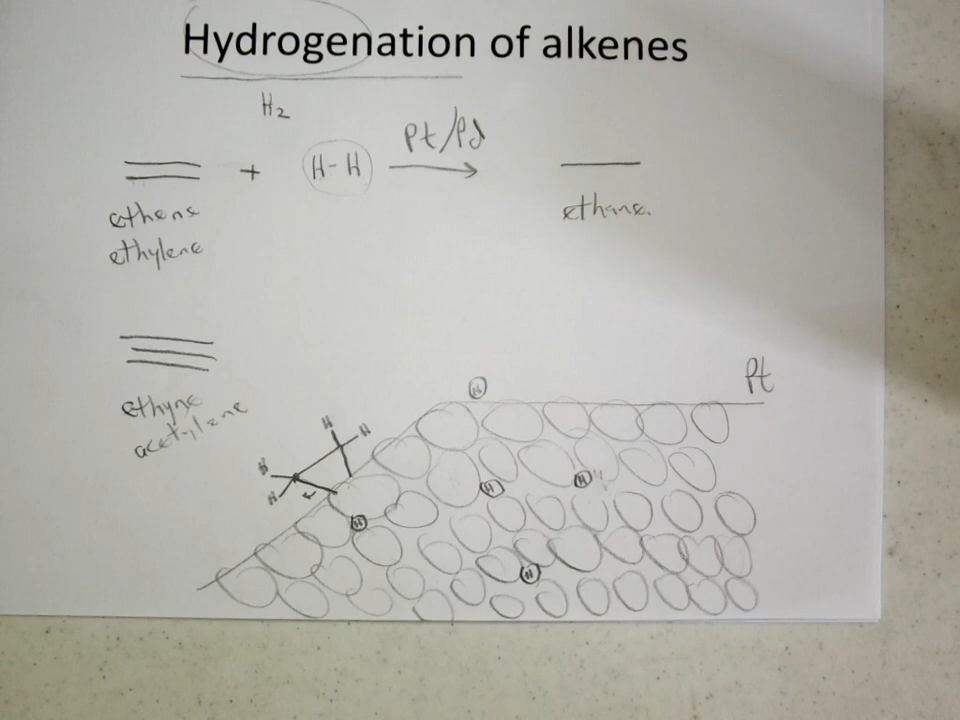 Hydrogenation of alkenes
H₂
Pt/Pd
+ H-H →
ethene
ethane.
ethylene
Pt
ethyne
acetylene
H
H H
H
H
H
H H
H
H